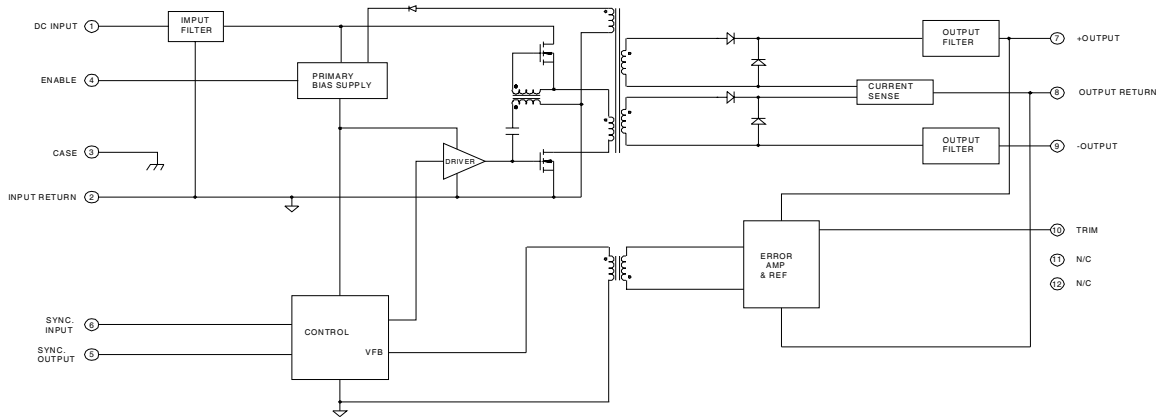 DC INPUT 1
IMPUT
FILTER
ENABLE 4
PRIMARY
BIAS SUPPLY
CASE 3
INPUT RETURN 2
DRIVER
OUTPUT
FILTER
7 +OUTPUT
CURRENT
SENSE
8 OUTPUT RETURN
OUTPUT
FILTER
9 -OUTPUT
ERROR
AMP
& REF
10 TRIM
11 N/C
12 N/C
SYNC.
INPUT 6
SYNC.
OUTPUT 5
CONTROL
VFB